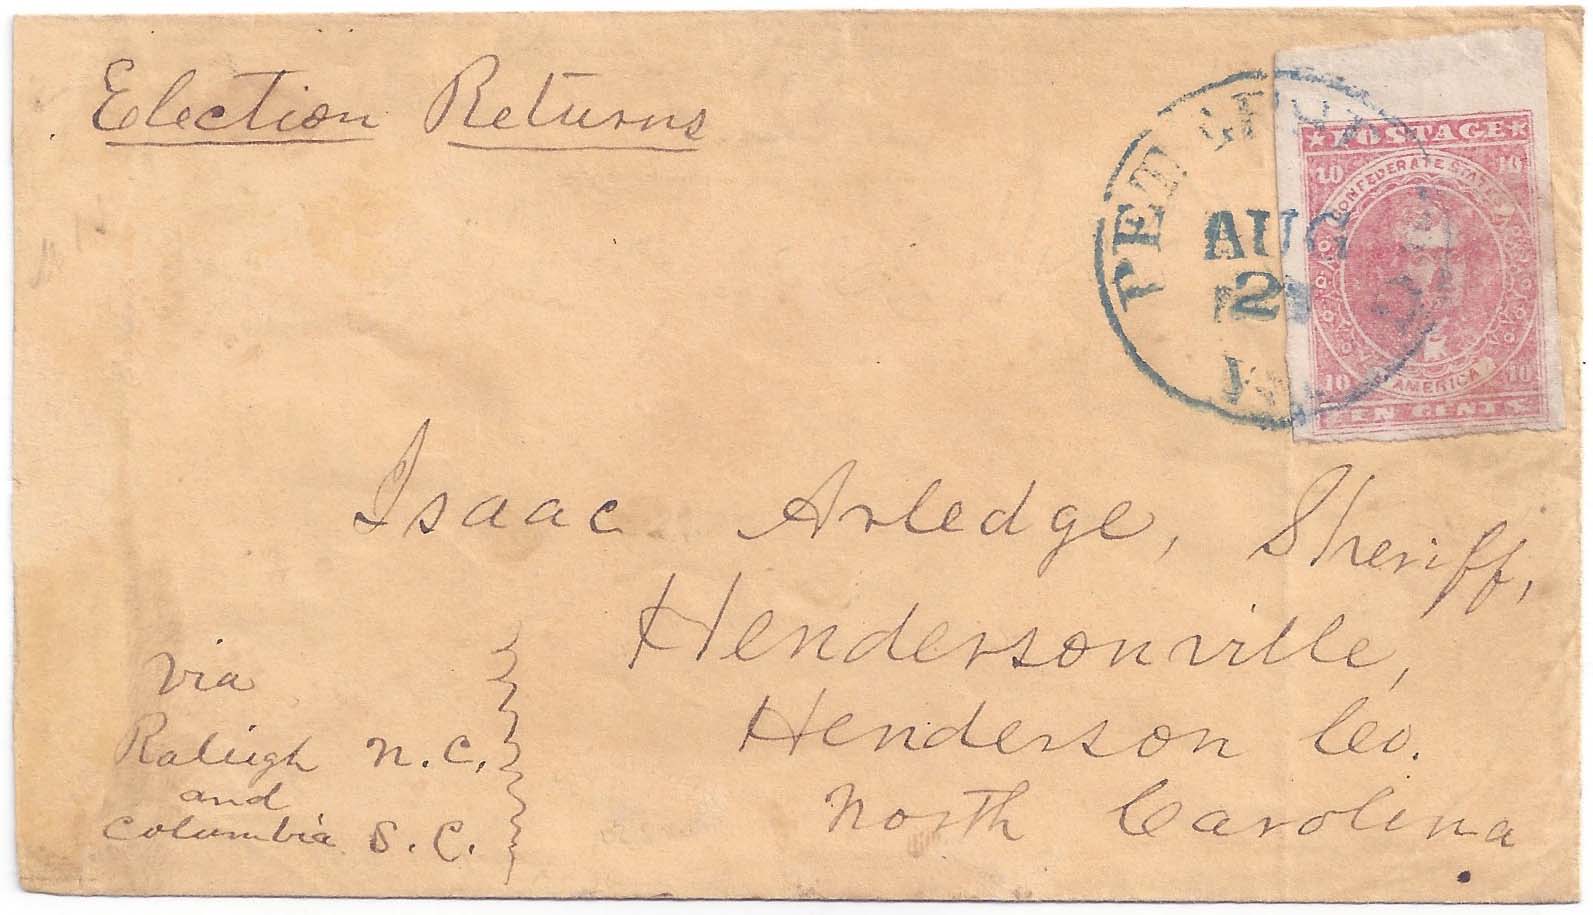 Election Returns
AUG
2
★POSTAGE★
10 10
CONFEDERATE STATES
AMERICA
10 10
TEN CENTS
Isaac Arledge, Sheriff,
Hendersonville,
Henderson Co.
North Carolina
via
Raleigh N.C.
and
Columbia S.C.